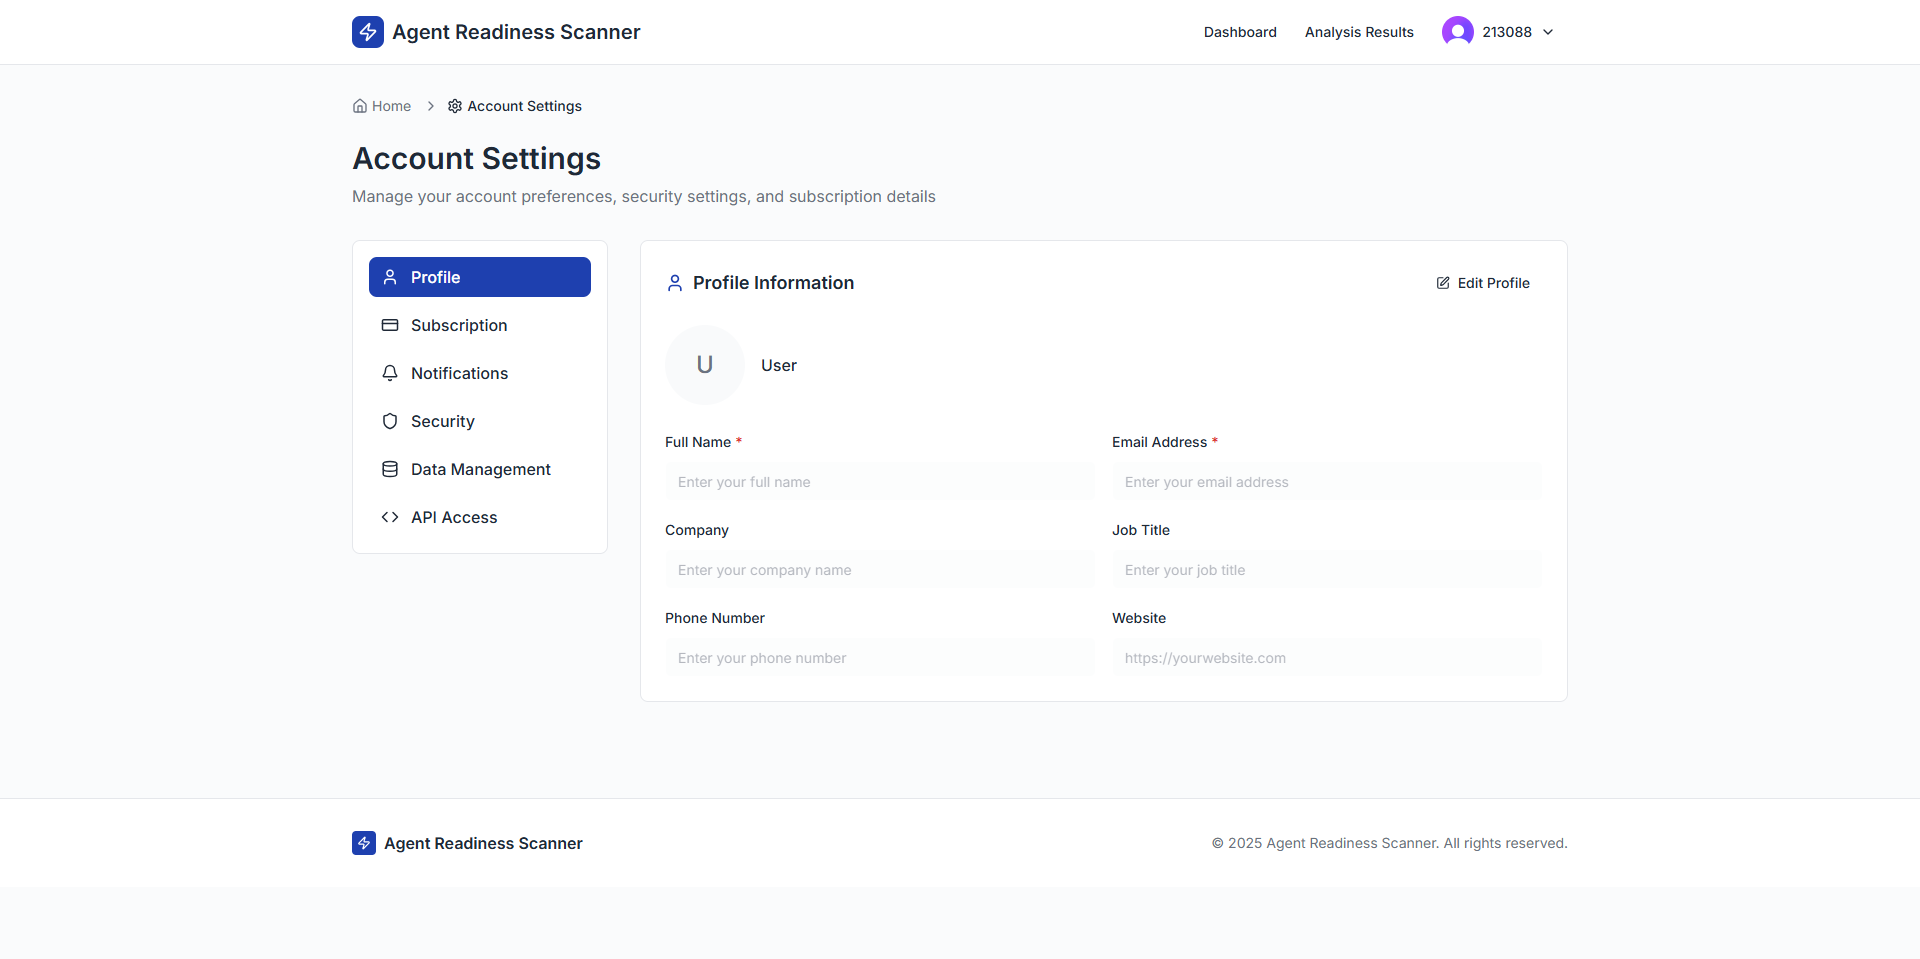 Agent Readiness Scanner
Dashboard
Analysis Results
213088
Home
Account Settings
Account Settings
Manage your account preferences, security settings, and subscription details
Profile
Subscription
Notifications
Security
Data Management
API Access
Profile Information
Edit Profile
U
User
Full Name *
Enter your full name
Email Address *
Enter your email address
Company
Enter your company name
Job Title
Enter your job title
Phone Number
Enter your phone number
Website
https://yourwebsite.com
Agent Readiness Scanner
© 2025 Agent Readiness Scanner. All rights reserved.